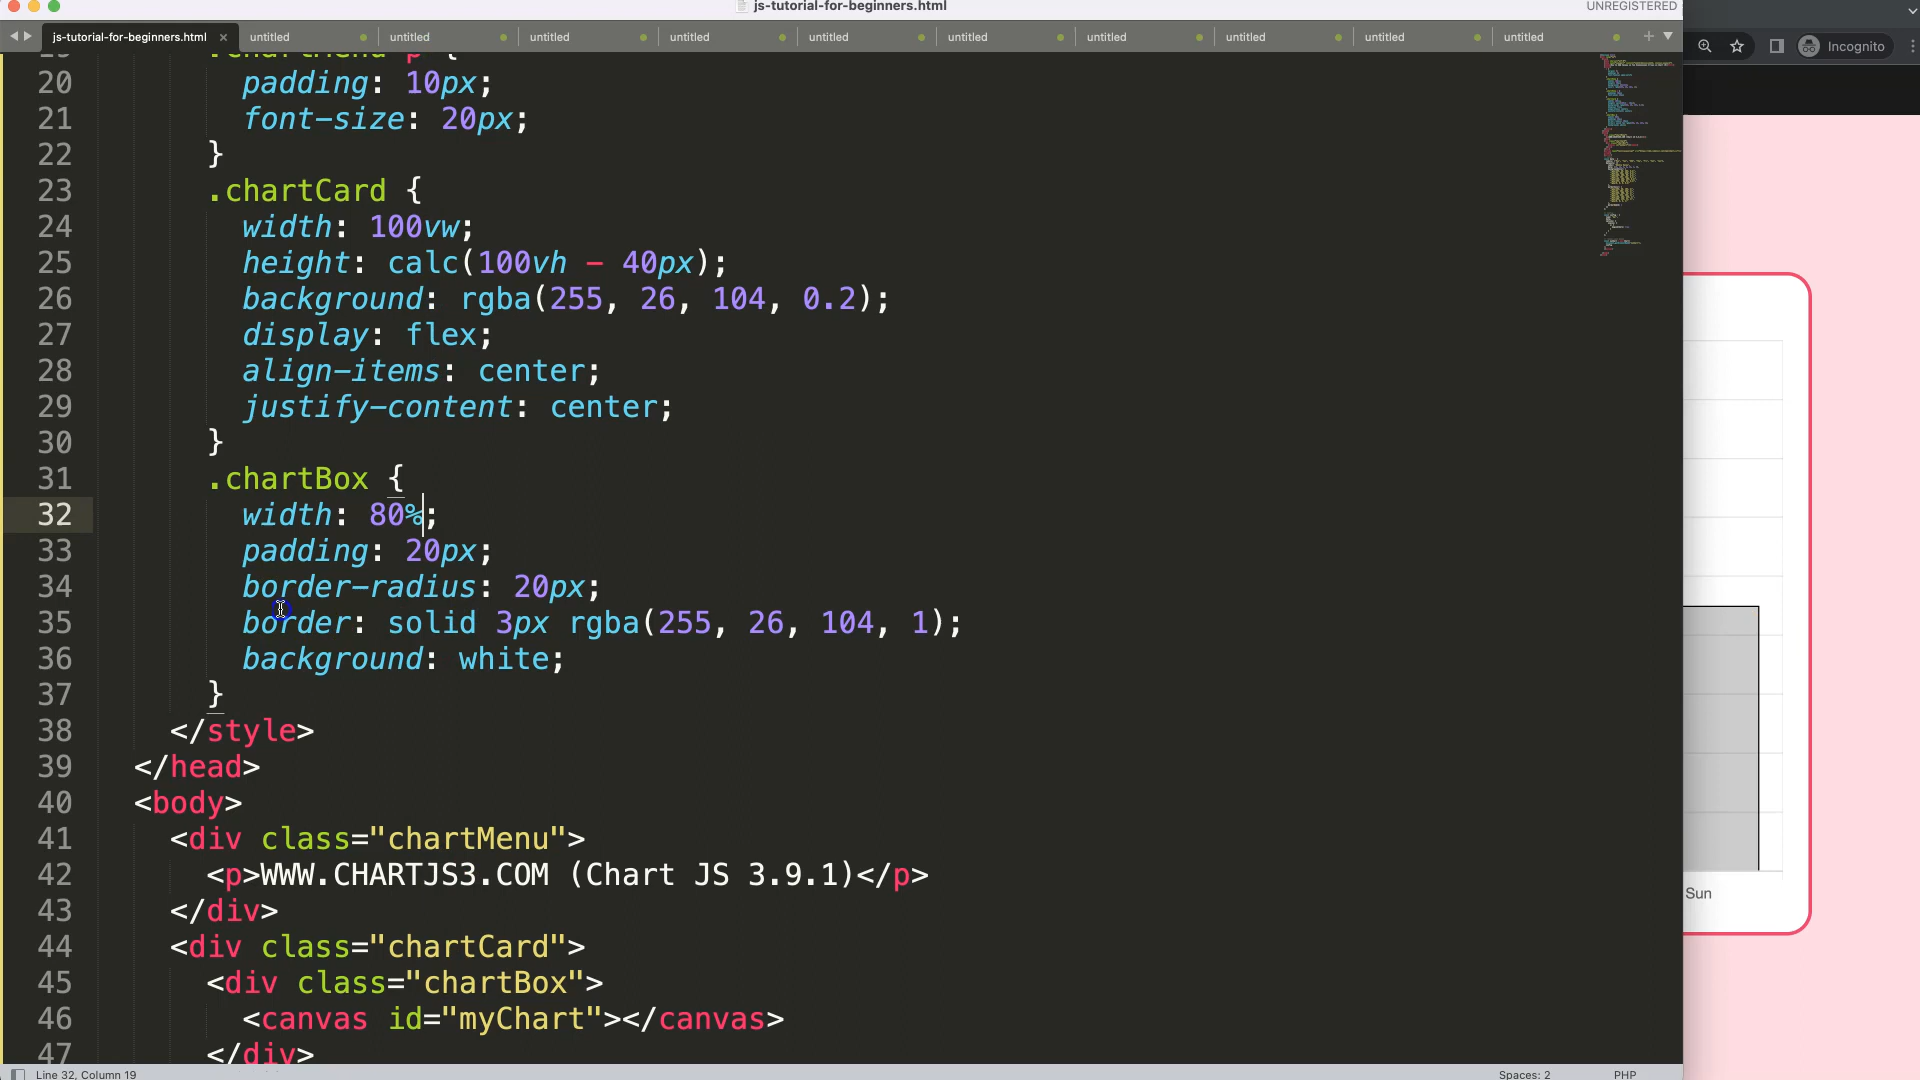 js-tutorial-for-beginners.html
UNREGISTERED
js-tutorial-for-beginners.html × untitled untitled untitled untitled untitled untitled untitled untitled untitled
Incognito
20 padding: 10px;
21 font-size: 20px;
22 }
23 .chartCard {
24 width: 100vw;
25 height: calc(100vh - 40px);
26 background: rgba(255, 26, 104, 0.2);
27 display: flex;
28 align-items: center;
29 justify-content: center;
30 }
31 .chartBox {
32 width: 80%;
33 padding: 20px;
34 border-radius: 20px;
35 border: solid 3px rgba(255, 26, 104, 1);
36 background: white;
37 }
38 </style>
39 </head>
40 <body>
41 <div class="chartMenu">
42 <p>WWW.CHARTJS3.COM (Chart JS 3.9.1)</p>
43 </div>
44 <div class="chartCard">
45 <div class="chartBox">
46 <canvas id="myChart"></canvas>
47 </div>
Sun
Line 32, Column 19
Spaces: 2
PHP